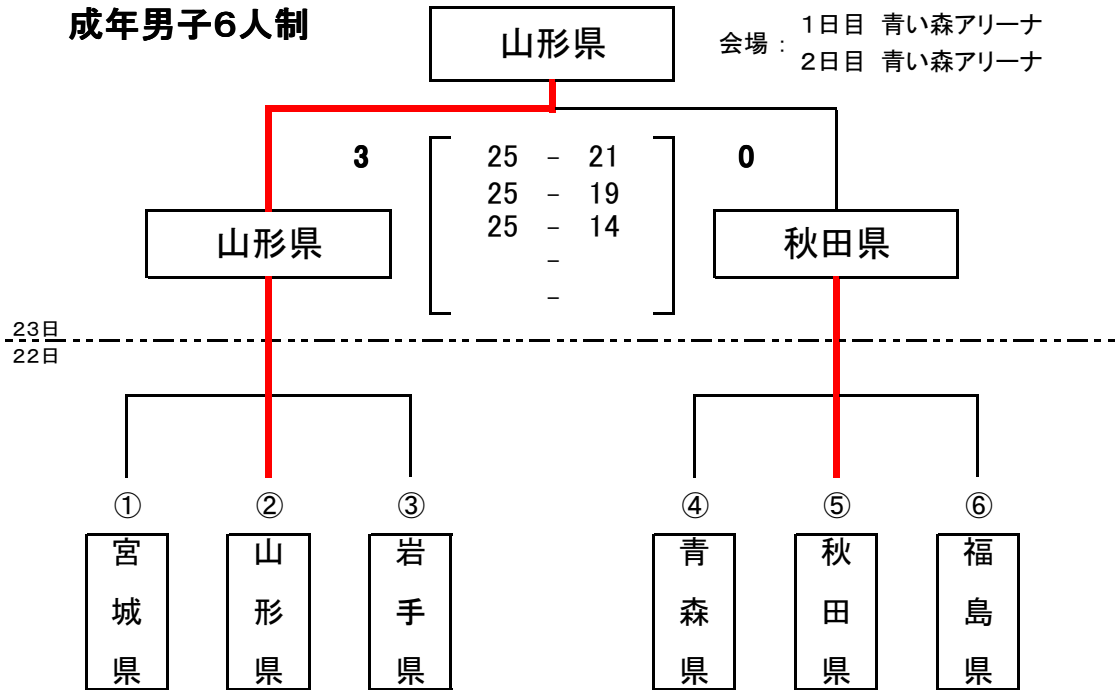 成年男子6人制
山形県
会場：
1日目 青い森アリーナ
2日目 青い森アリーナ
3
25 － 21
25 － 19
25 － 14
－
－
0
山形県
秋田県
23日
22日
① ② ③ ④ ⑤ ⑥
宮城県
山形県
岩手県
青森県
秋田県
福島県